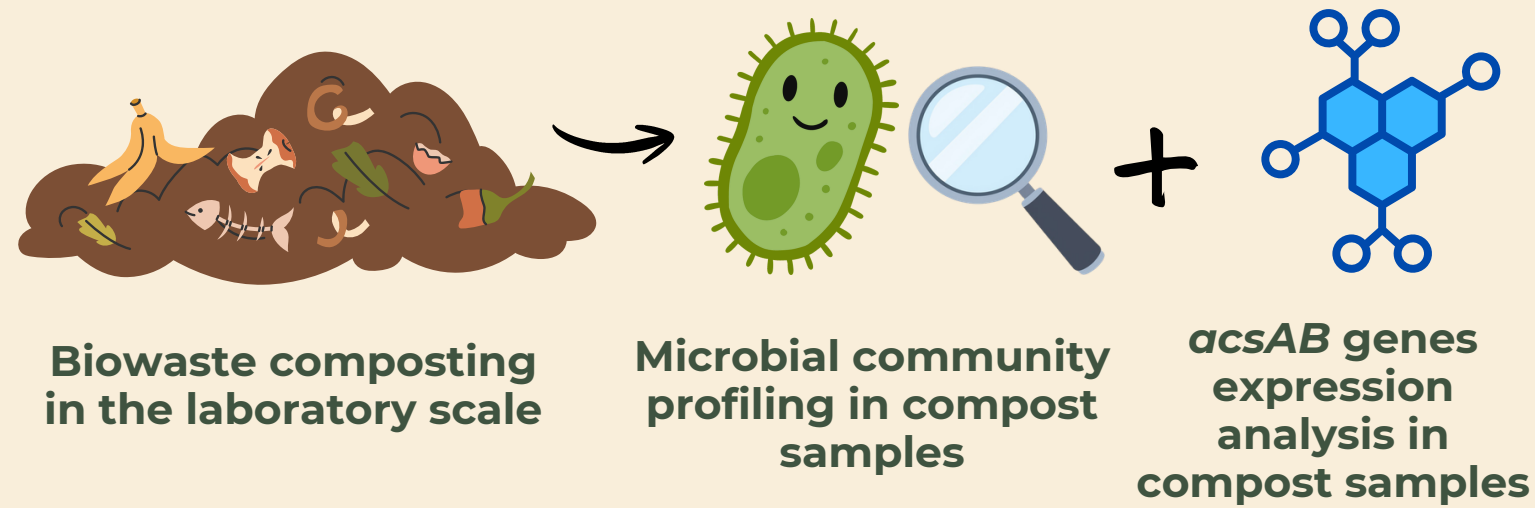 Biowaste composting
in the laboratory scale
Microbial community
profiling in compost
samples
acsAB genes
expression
analysis in
compost samples